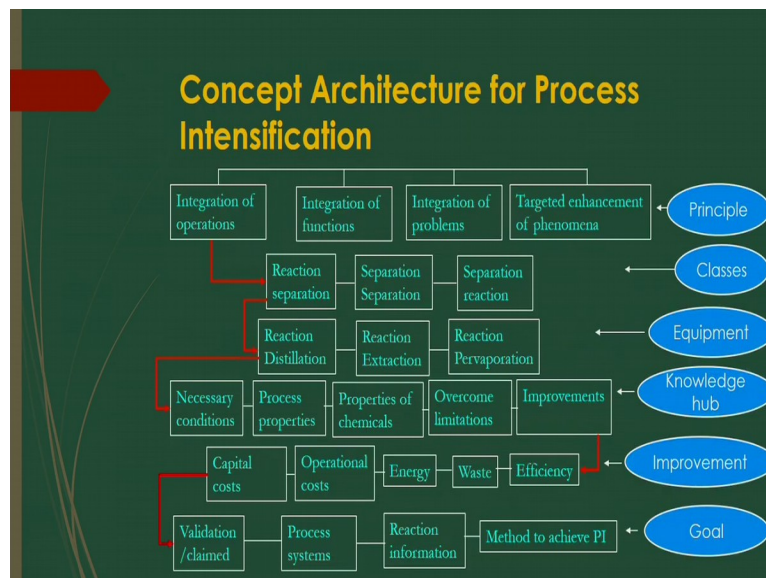 Concept Architecture for Process
Intensification
Integration of
operations
Integration of
functions
Integration of
problems
Targeted enhancement
of phenomena
Principle
Reaction
separation
Separation
Separation
Separation
reaction
Classes
Reaction
Distillation
Reaction
Extraction
Reaction
Pervaporation
Equipment
Necessary
conditions
Process
properties
Properties of
chemicals
Overcome
limitations
Improvements
Knowledge
hub
Capital
costs
Operational
costs
Energy
Waste
Efficiency
Improvement
Validation
/claimed
Process
systems
Reaction
information
Method to achieve PI
Goal